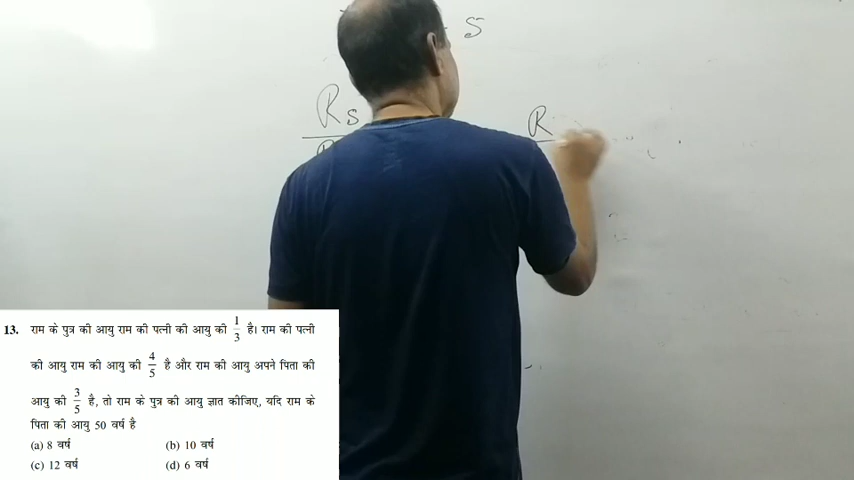 S
Rs
R
13. राम के पुत्र की आयु राम की पत्नी की आयु की 1/3 है। राम की पत्नी
की आयु राम की आयु की 4/5 है और राम की आयु अपने पिता की
आयु की 3/5 है, तो राम के पुत्र की आयु ज्ञात कीजिए, यदि राम के
पिता की आयु 50 वर्ष है
(a) 8 वर्ष (b) 10 वर्ष
(c) 12 वर्ष (d) 6 वर्ष